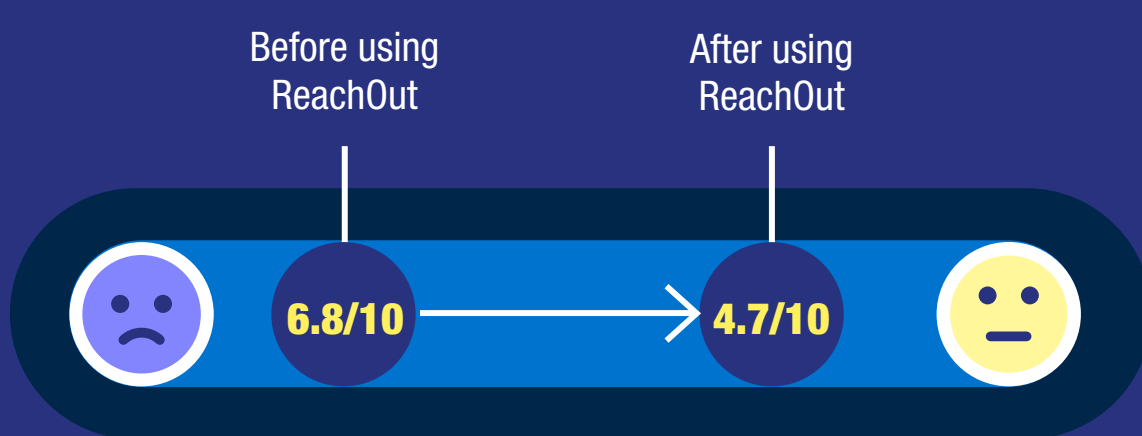 Before using
ReachOut
After using
ReachOut
6.8/10
4.7/10